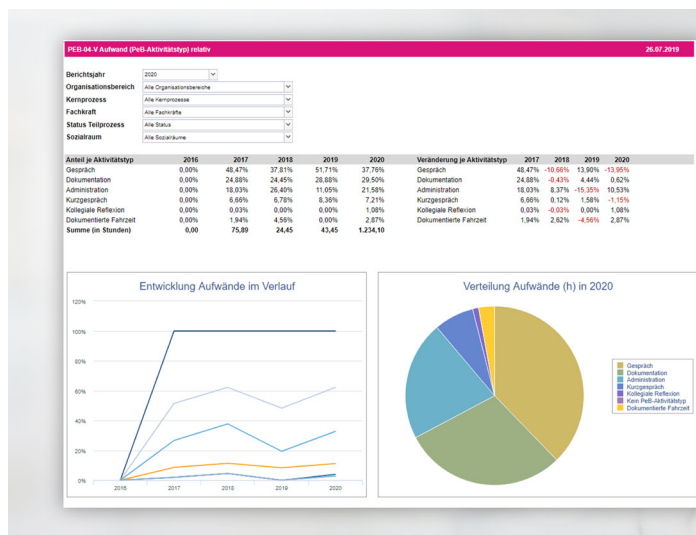 PEB-04-V Aufwand (PeB-Aktivitätstyp) relativ 26.07.2019
Berichtsjahr 2020
Organisationsbereich Alle Organisationsbereiche
Kernprozess Alle Kernprozesse
Fachkraft Alle Fachkräfte
Status Teilprozess Alle Status
Sozialraum Alle Sozialräume
Anteil je Aktivitätstyp 2016 2017 2018 2019 2020 Veränderung je Aktivitätstyp 2017 2018 2019 2020
Gespräch 0,00% 48,47% 37,81% 51,71% 37,76% Gespräch 48,47% -10,66% 13,90% -13,95%
Dokumentation 0,00% 24,88% 24,45% 28,88% 29,50% Dokumentation 24,88% -0,43% 4,44% 0,62%
Administration 0,00% 18,03% 26,40% 11,05% 21,58% Administration 18,03% 8,37% -15,35% 10,53%
Kurzgespräch 0,00% 6,66% 6,78% 8,36% 7,21% Kurzgespräch 6,66% 0,12% 1,58% -1,15%
Kollegiale Reflexion 0,00% 0,03% 0,00% 0,00% 1,08% Kollegiale Reflexion 0,03% -0,03% 0,00% 1,08%
Dokumentierte Fahrzeit 0,00% 1,94% 4,56% 0,00% 2,87% Dokumentierte Fahrzeit 1,94% 2,62% -4,56% 2,87%
Summe (in Stunden) 0,00 75,89 24,45 43,45 1.234,10
Entwicklung Aufwände im Verlauf
120%
100%
80%
60%
40%
20%
0%
2016 2017 2018 2019 2020
Verteilung Aufwände (h) in 2020
Gespräch
Dokumentation
Administration
Kurzgespräch
Kollegiale Reflexion
Kein PeB-Aktivitätstyp
Dokumentierte Fahrzeit